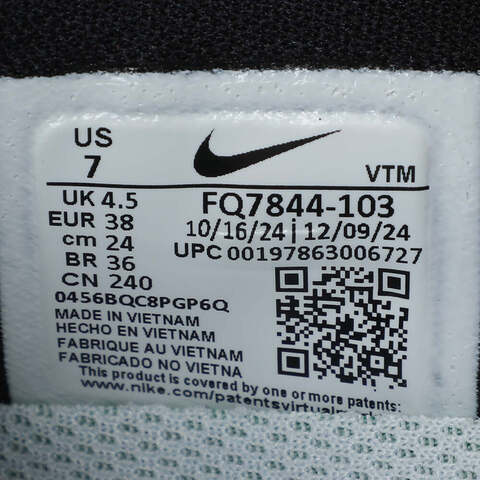 US
7
VTM
UK 4.5
EUR 38
cm 24
BR 36
CN 240
FQ7844-103
10/16/24 | 12/09/24
UPC 00197863006727
0456BQC8PGP6Q
MADE IN VIETNAM
HECHO EN VIETNAM
FABRIQUE AU VIETNAM
FABRICADO NO VIETNA
This product is covered by one or more pate
www.nike.com/patentsvirtualm